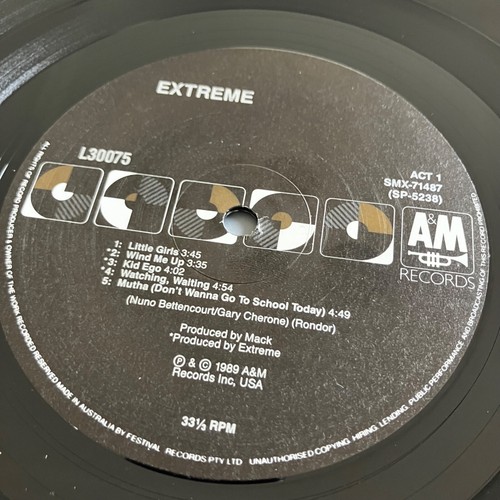 EXTREME
L30075
ACT 1
SMX-71487
(SP-5238)
A&M
RECORDS
1: Little Girls 3:45
*2: Wind Me Up 3:35
*3: Kid Ego 4:02
*4: Watching, Waiting 4:54
5: Mutha (Don't Wanna Go To School Today) 4:49
(Nuno Bettencourt/Gary Cherone) (Rondor)
Produced by Mack
*Produced by Extreme
℗ & © 1989 A&M
Records Inc, USA
33⅓ RPM
ALL RIGHTS OF RECORD PRODUCER & OWNER OF THE WORK RECORDED RESERVED MADE IN AUSTRALIA BY FESTIVAL RECORDS PTY LTD UNAUTHORISED COPYING, HIRING, LENDING, PUBLIC PERFORMANCE AND BROADCASTING OF THIS RECORD PROHIBITED